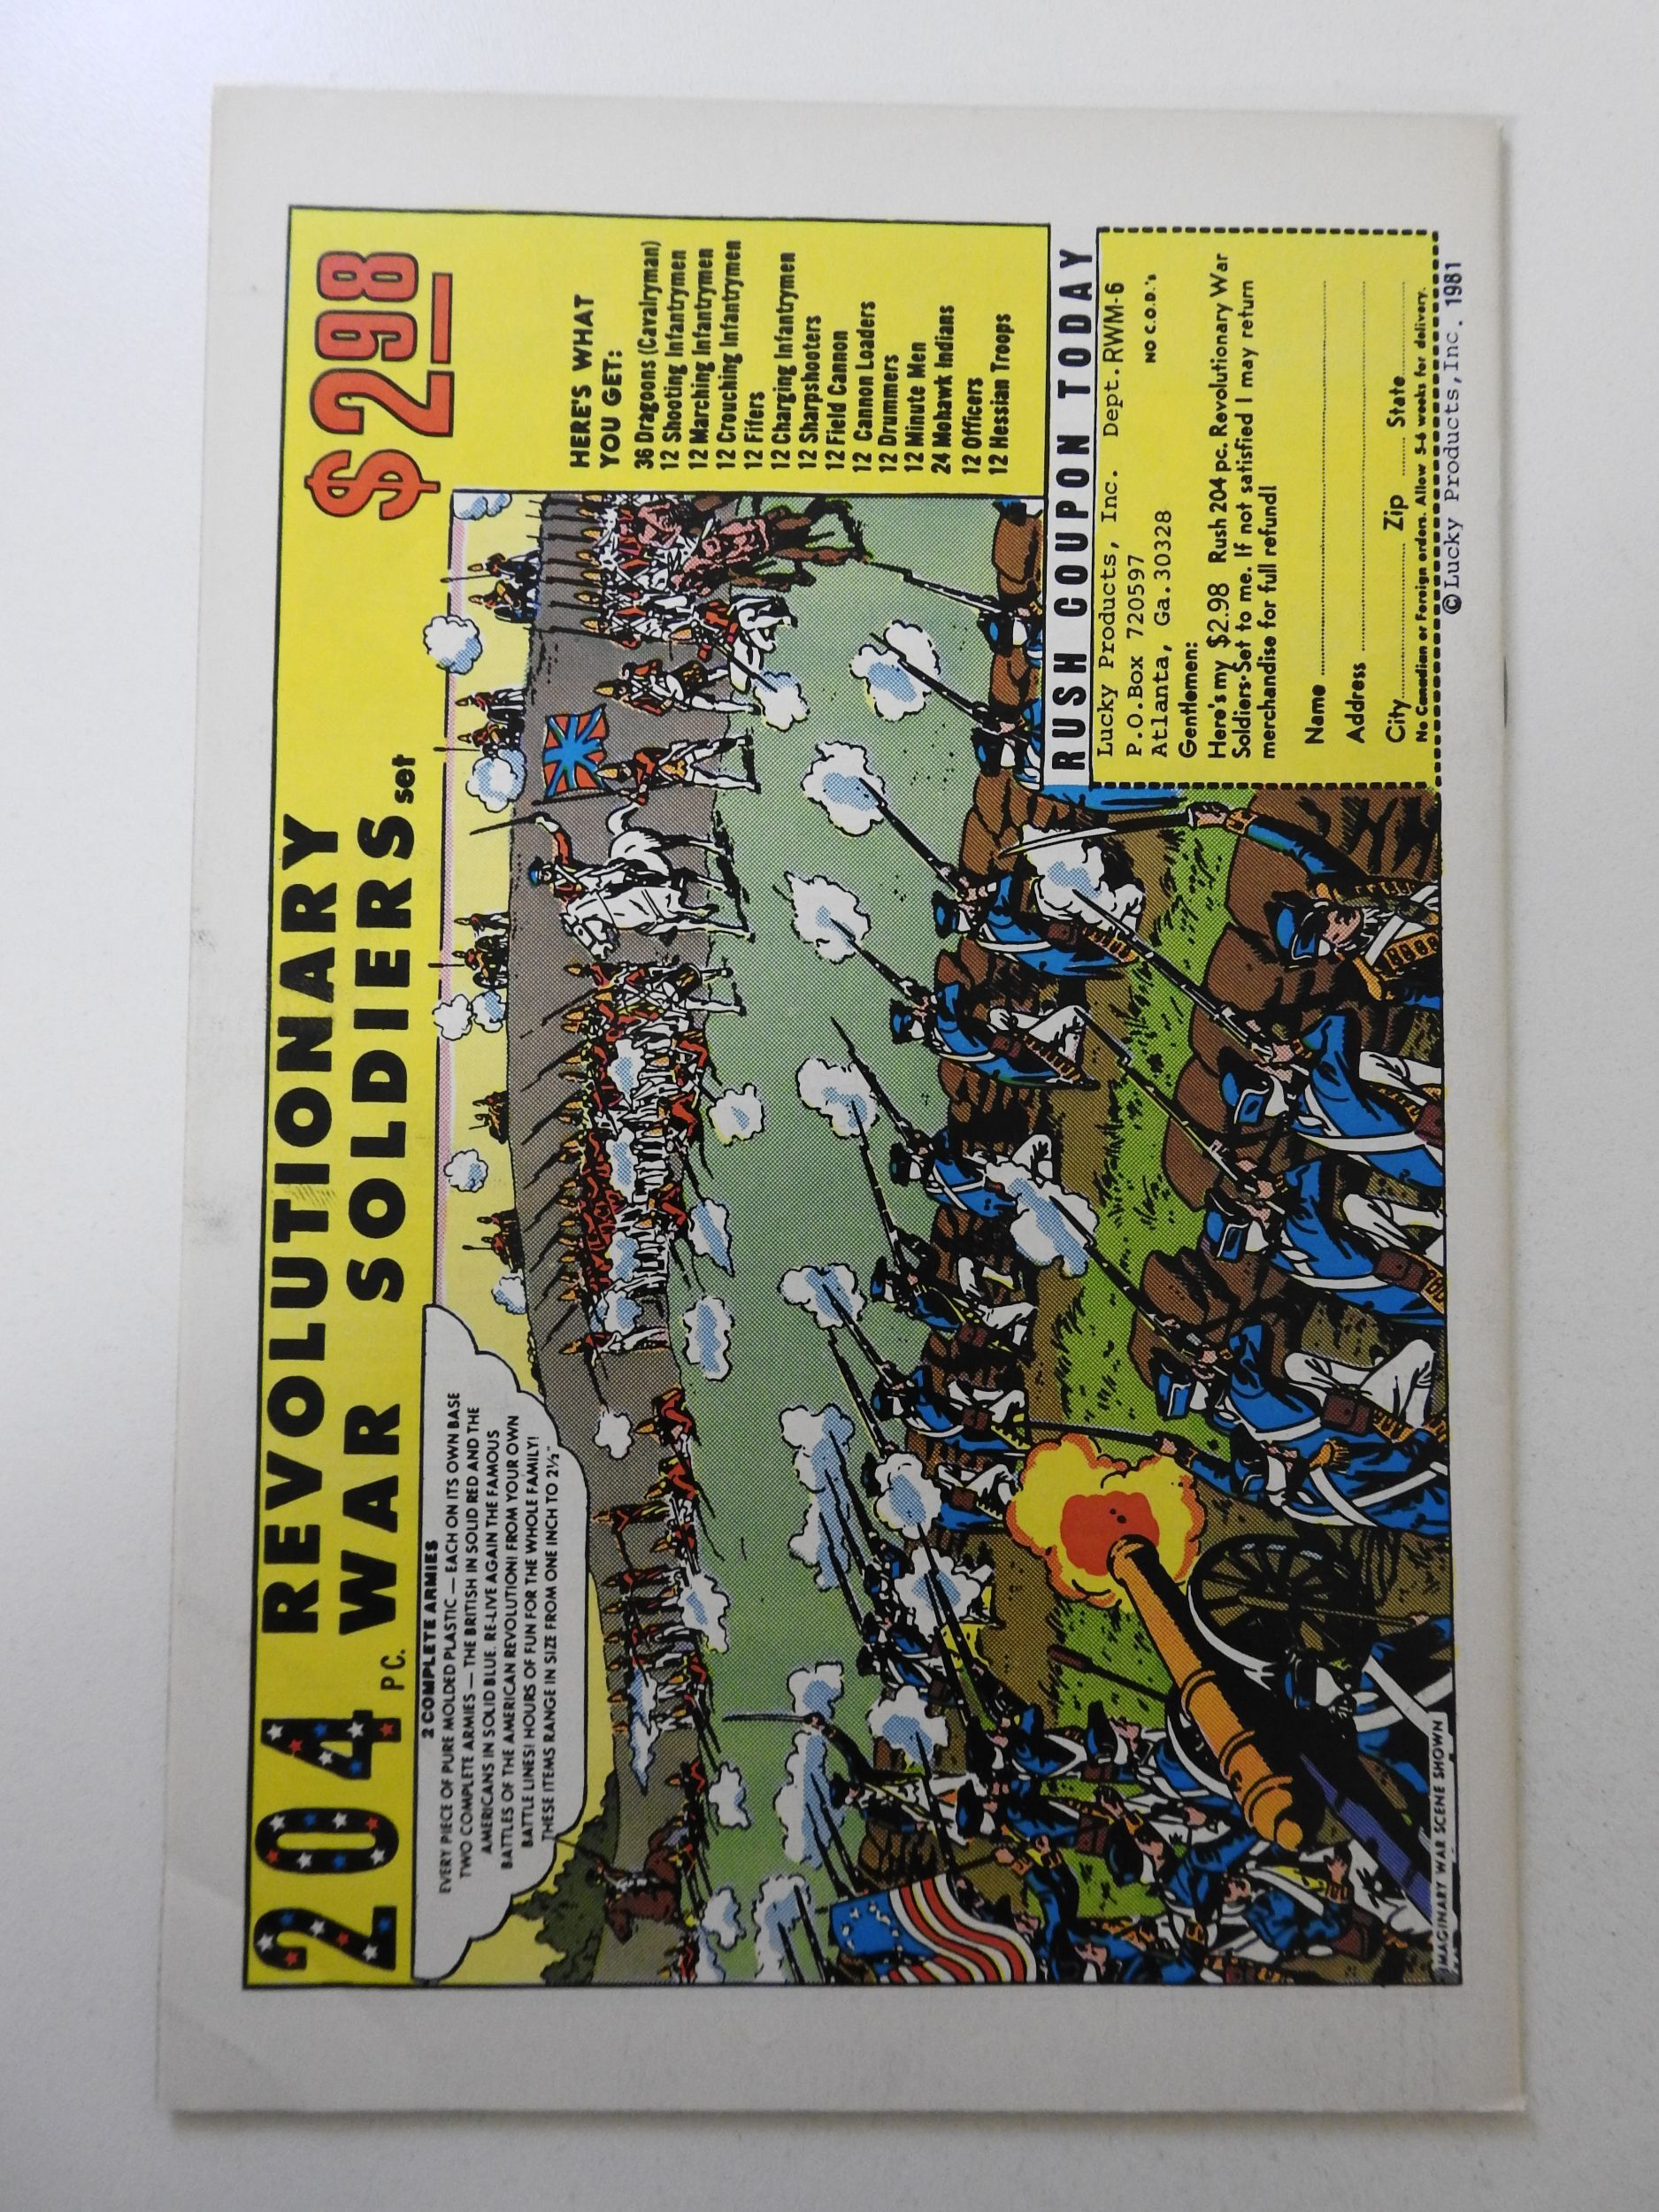 204 PC. REVOLUTIONARY
WAR SOLDIERS set
$2.98
2 COMPLETE ARMIES
EVERY PIECE OF PURE MOLDED PLASTIC — EACH ON ITS OWN BASE
TWO COMPLETE ARMIES — THE BRITISH IN SOLID RED AND THE
AMERICANS IN SOLID BLUE. RE-LIVE AGAIN THE FAMOUS
BATTLES OF THE AMERICAN REVOLUTION! FROM YOUR OWN
BATTLE LINES! HOURS OF FUN FOR THE WHOLE FAMILY!
THESE ITEMS RANGE IN SIZE FROM ONE INCH TO 2½"
HERE'S WHAT
YOU GET:
36 Dragoons (Cavalryman)
12 Shooting Infantrymen
12 Marching Infantrymen
12 Crouching Infantrymen
12 Fifers
12 Charging Infantrymen
12 Sharpshooters
12 Field Cannon
12 Cannon Loaders
12 Drummers
12 Minute Men
24 Mohawk Indians
12 Officers
12 Hessian Troops
RUSH COUPON TODAY
Lucky Products, Inc. Dept. RWM-6
P.O.Box 720597 NO C.O.D.'s
Atlanta, Ga. 30328
Gentlemen:
Here's my $2.98 Rush 204 pc. Revolutionary War
Soldiers Set to me. If not satisfied I may return
merchandise for full refund!
Name
Address
City Zip State
No Canadian or Foreign orders. Allow 5-6 weeks for delivery.
© Lucky Products, Inc. 1981
IMAGINARY WAR SCENE SHOWN